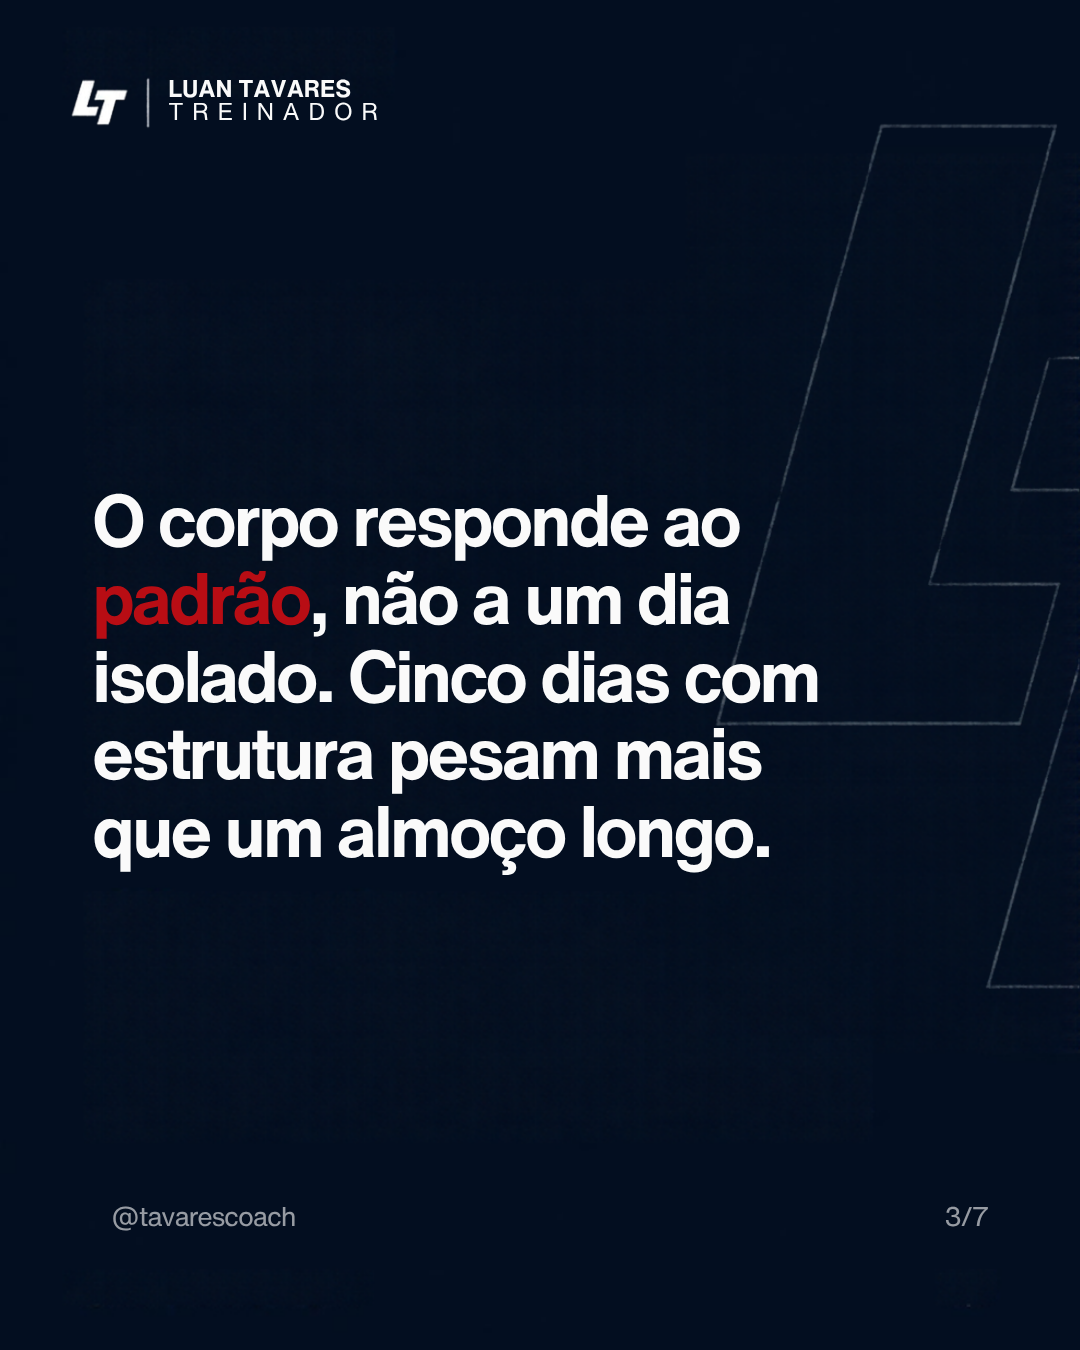 LT
LUAN TAVARES
TREINADOR
O corpo responde ao
padrão, não a um dia
isolado. Cinco dias com
estrutura pesam mais
que um almoço longo.
@tavarescoach
3/7